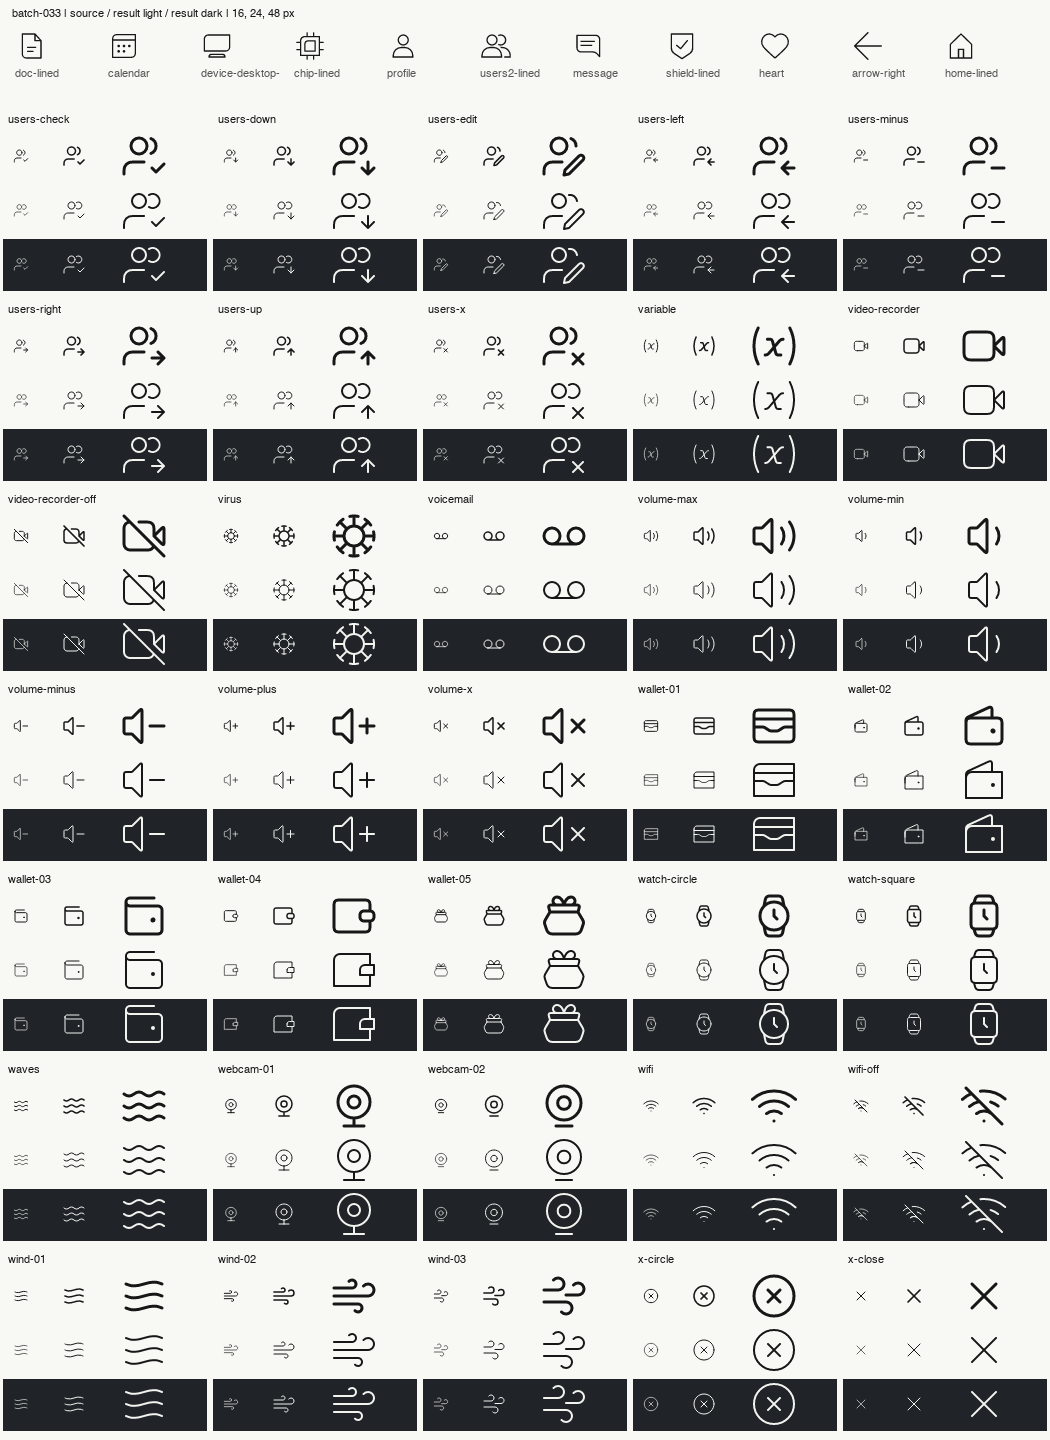 batch-033 | source / result light / result dark | 16, 24, 48 px
doc-lined calendar device-desktop- chip-lined profile users2-lined message shield-lined heart arrow-right home-lined
users-check users-down users-edit users-left users-minus
users-right users-up users-x variable video-recorder
video-recorder-off virus voicemail volume-max volume-min
volume-minus volume-plus volume-x wallet-01 wallet-02
wallet-03 wallet-04 wallet-05 watch-circle watch-square
waves webcam-01 webcam-02 wifi wifi-off
wind-01 wind-02 wind-03 x-circle x-close